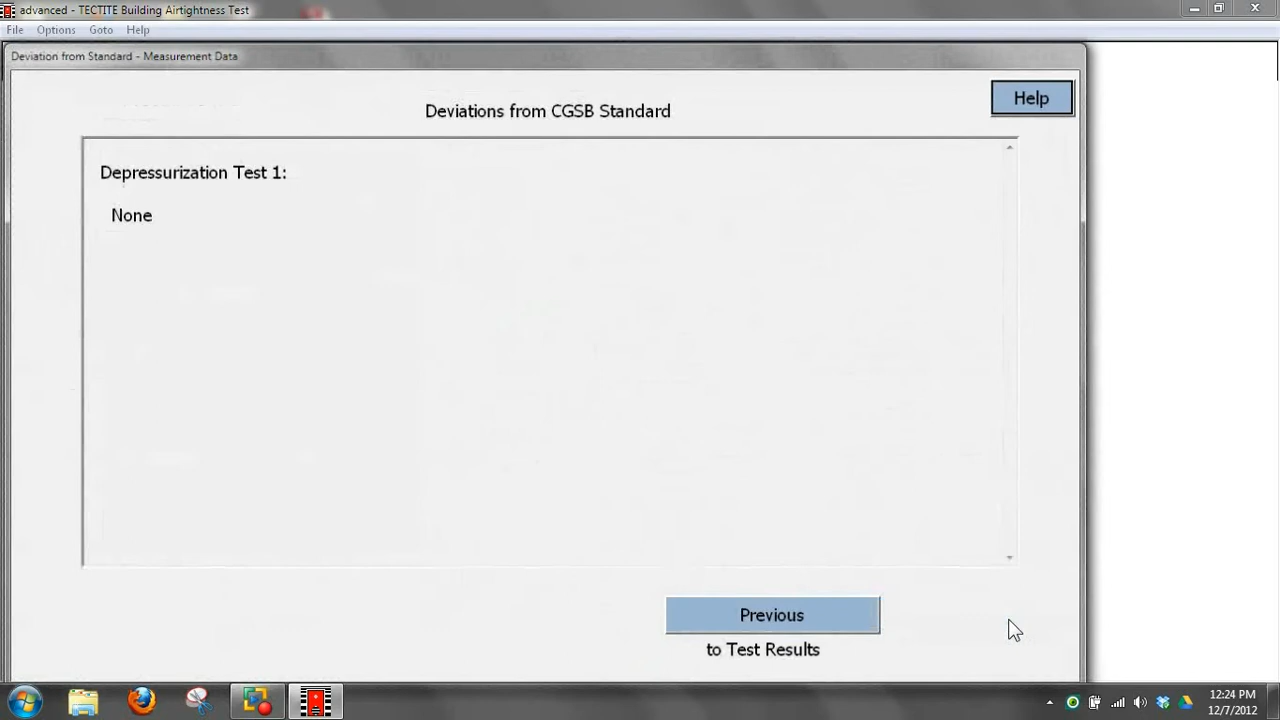 advanced - TECTITE Building Airtightness Test
File Options Goto Help
Deviation from Standard - Measurement Data
Help
Deviations from CGSB Standard
Depressurization Test 1:
None
Previous
to Test Results
12:24 PM
12/7/2012